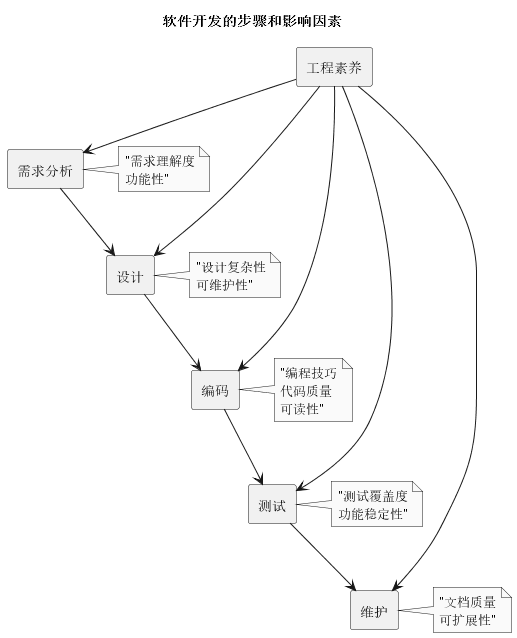 软件开发的步骤和影响因素
工程素养
需求分析
"需求理解度
功能性"
设计
"设计复杂性
可维护性"
编码
"编程技巧
代码质量
可读性"
测试
"测试覆盖度
功能稳定性"
维护
"文档质量
可扩展性"